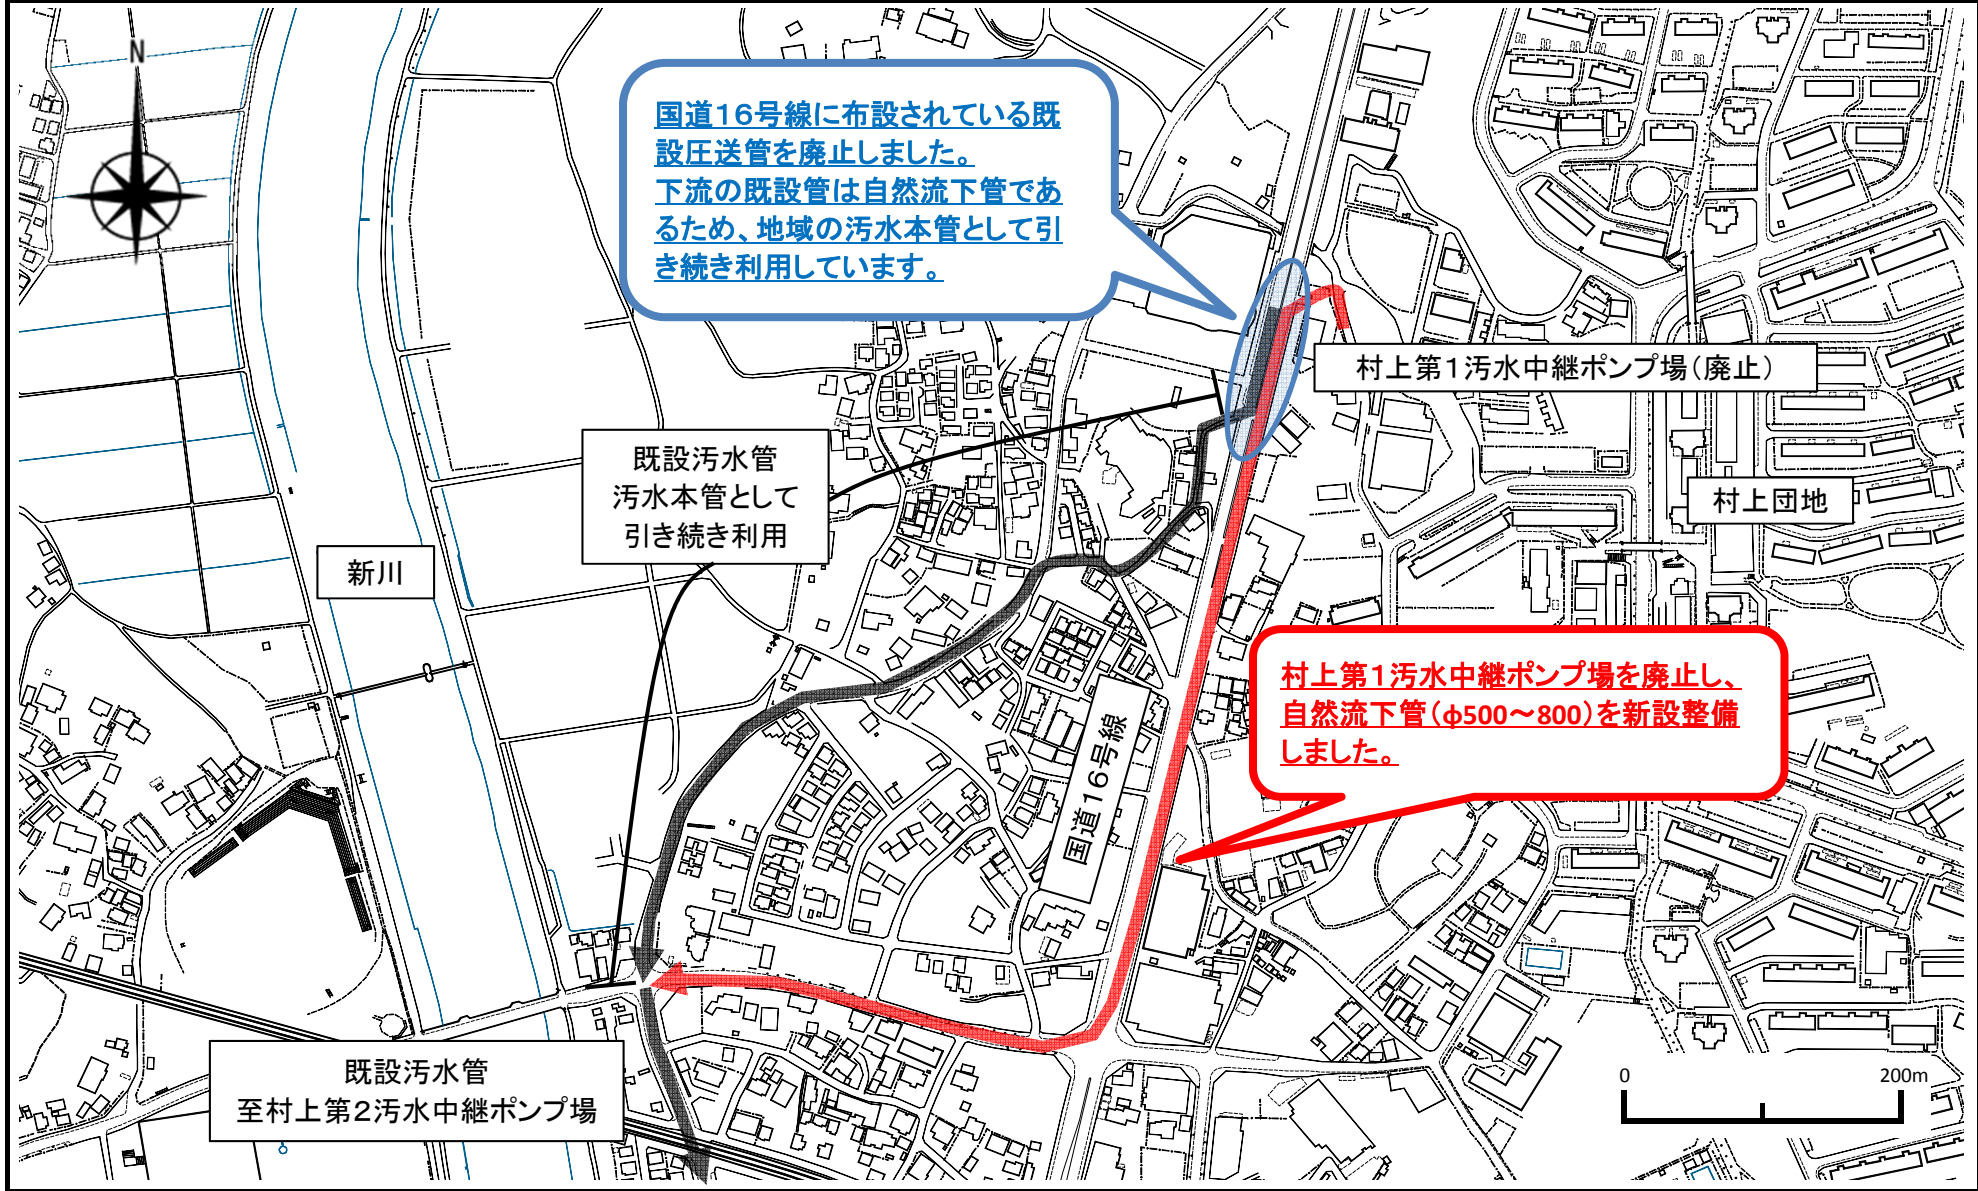 N
国道16号線に布設されている既
設圧送管を廃止しました。
下流の既設管は自然流下管であ
るため、地域の汚水本管として引
き続き利用しています。
村上第1汚水中継ポンプ場(廃止)
既設汚水管
汚水本管として
引き続き利用
村上団地
新川
村上第1汚水中継ポンプ場を廃止し、
自然流下管(φ500～800)を新設整備
しました。
国道16号線
既設汚水管
至村上第2汚水中継ポンプ場
0
200m